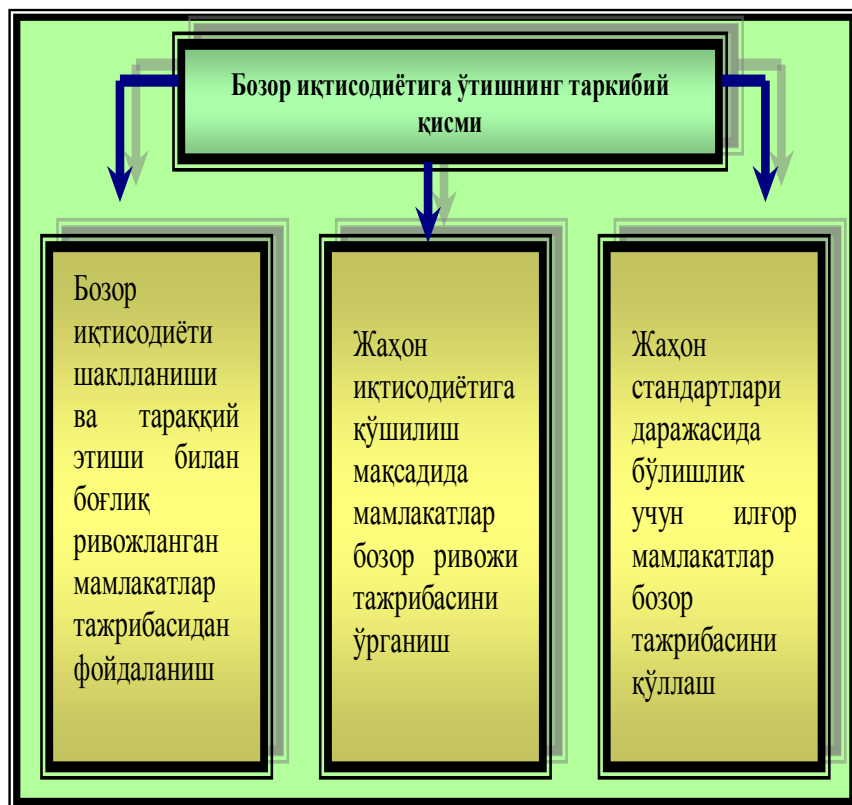 Бозор иқтисодиётига ўтишнинг таркибий
қисми
Бозор
иқтисодиёти
шаклланиши
ва тараққий
этиши билан
боғлиқ
ривожланган
мамлакатлар
тажрибасидан
фойдаланиш
Жаҳон
иқтисодиётига
қўшилиш
мақсадида
мамлакатлар
бозор ривожи
тажрибасини
ўрганиш
Жаҳон
стандартлари
даражасида
бўлишлик
учун илғор
мамлакатлар
бозор
тажрибасини
қўллаш